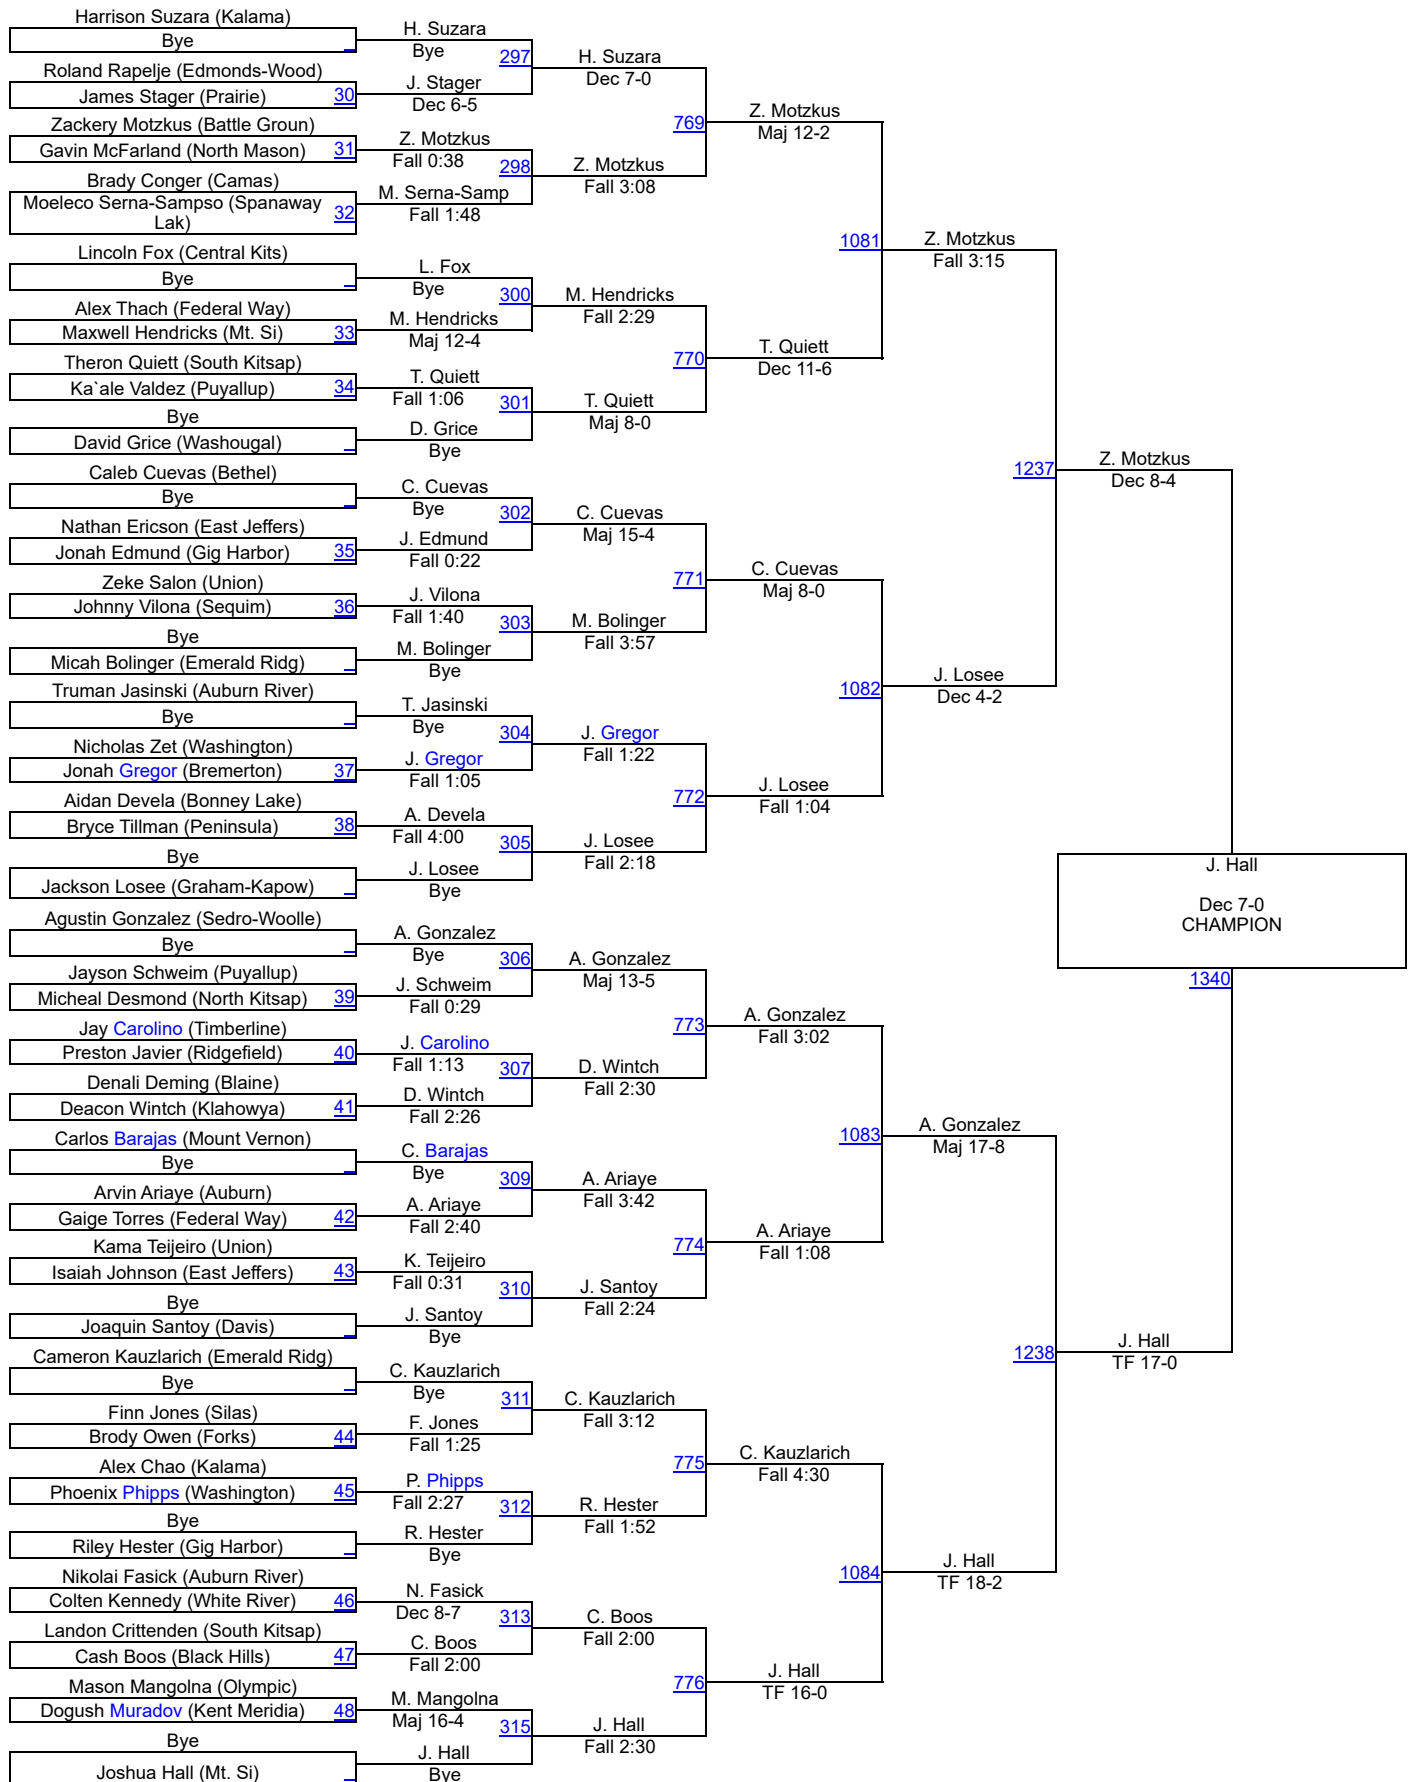 Harrison Suzara (Kalama)
Bye
Roland Rapelje (Edmonds-Wood)
James Stager (Prairie) 30
Zackery Motzkus (Battle Groun)
Gavin McFarland (North Mason) 31
Brady Conger (Camas)
Moeleco Serna-Sampso (Spanaway
Lak) 32
Lincoln Fox (Central Kits)
Bye
Alex Thach (Federal Way)
Maxwell Hendricks (Mt. Si) 33
Theron Quiett (South Kitsap)
Ka`ale Valdez (Puyallup) 34
Bye
David Grice (Washougal)
Caleb Cuevas (Bethel)
Bye
Nathan Ericson (East Jeffers)
Jonah Edmund (Gig Harbor) 35
Zeke Salon (Union)
Johnny Vilona (Sequim) 36
Bye
Micah Bolinger (Emerald Ridg)
Truman Jasinski (Auburn River)
Bye
Nicholas Zet (Washington)
Jonah Gregor (Bremerton) 37
Aidan Devela (Bonney Lake)
Bryce Tillman (Peninsula) 38
Bye
Jackson Losee (Graham-Kapow)
Agustin Gonzalez (Sedro-Woolle)
Bye
Jayson Schweim (Puyallup)
Micheal Desmond (North Kitsap) 39
Jay Carolino (Timberline)
Preston Javier (Ridgefield) 40
Denali Deming (Blaine)
Deacon Wintch (Klahowya) 41
Carlos Barajas (Mount Vernon)
Bye
Arvin Ariaye (Auburn)
Gaige Torres (Federal Way) 42
Kama Teijeiro (Union)
Isaiah Johnson (East Jeffers) 43
Bye
Joaquin Santoy (Davis)
Cameron Kauzlarich (Emerald Ridg)
Bye
Finn Jones (Silas)
Brody Owen (Forks) 44
Alex Chao (Kalama)
Phoenix Phipps (Washington) 45
Bye
Riley Hester (Gig Harbor)
Nikolai Fasick (Auburn River)
Colten Kennedy (White River) 46
Landon Crittenden (South Kitsap)
Cash Boos (Black Hills) 47
Mason Mangolna (Olympic)
Dogush Muradov (Kent Meridia) 48
Bye
Joshua Hall (Mt. Si)
H. Suzara
Bye
297
J. Stager
Dec 6-5
Z. Motzkus
Fall 0:38
298
M. Serna-Samp
Fall 1:48
L. Fox
Bye
300
M. Hendricks
Maj 12-4
T. Quiett
Fall 1:06
301
D. Grice
Bye
C. Cuevas
Bye
302
J. Edmund
Fall 0:22
J. Vilona
Fall 1:40
303
M. Bolinger
Bye
T. Jasinski
Bye
304
J. Gregor
Fall 1:05
A. Devela
Fall 4:00
305
J. Losee
Bye
A. Gonzalez
Bye
306
J. Schweim
Fall 0:29
J. Carolino
Fall 1:13
307
D. Wintch
Fall 2:26
C. Barajas
Bye
309
A. Ariaye
Fall 2:40
K. Teijeiro
Fall 0:31
310
J. Santoy
Bye
C. Kauzlarich
Bye
311
F. Jones
Fall 1:25
P. Phipps
Fall 2:27
312
R. Hester
Bye
N. Fasick
Dec 8-7
313
C. Boos
Fall 2:00
M. Mangolna
Maj 16-4
315
J. Hall
Bye
H. Suzara
Dec 7-0
769
Z. Motzkus
Fall 3:08
M. Hendricks
Fall 2:29
770
T. Quiett
Maj 8-0
C. Cuevas
Maj 15-4
771
M. Bolinger
Fall 3:57
J. Gregor
Fall 1:22
772
J. Losee
Fall 2:18
A. Gonzalez
Maj 13-5
773
D. Wintch
Fall 2:30
A. Ariaye
Fall 3:42
774
J. Santoy
Fall 2:24
C. Kauzlarich
Fall 3:12
775
R. Hester
Fall 1:52
C. Boos
Fall 2:00
776
J. Hall
Fall 2:30
Z. Motzkus
Maj 12-2
1081
T. Quiett
Dec 11-6
C. Cuevas
Maj 8-0
1082
J. Losee
Fall 1:04
A. Gonzalez
Fall 3:02
1083
A. Ariaye
Fall 1:08
C. Kauzlarich
Fall 4:30
1084
J. Hall
TF 16-0
Z. Motzkus
Fall 3:15
1237
J. Losee
Dec 4-2
A. Gonzalez
Maj 17-8
1238
J. Hall
TF 18-2
Z. Motzkus
Dec 8-4
J. Hall
Dec 7-0
CHAMPION
1340
J. Hall
TF 17-0